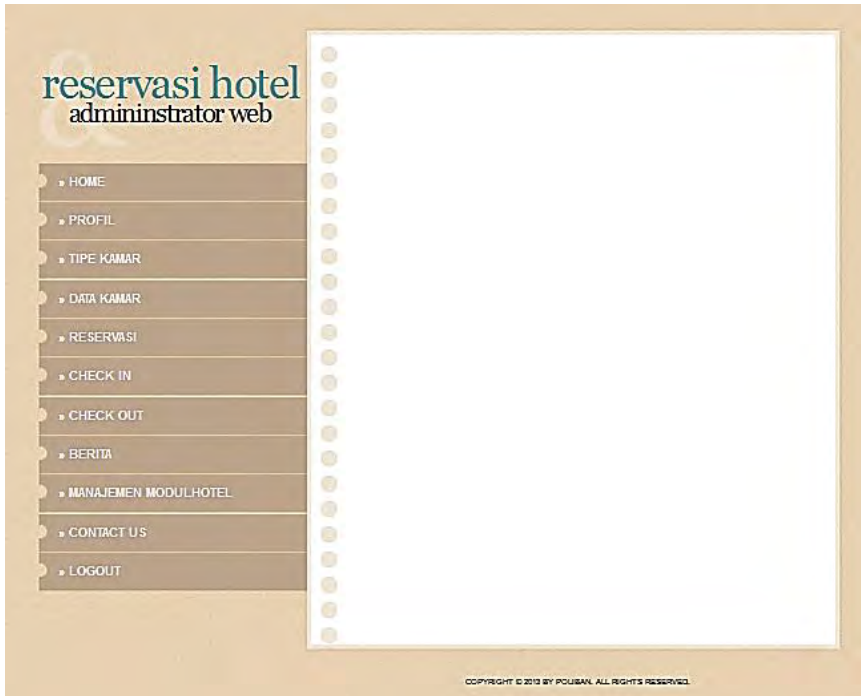 &
reservasi hotel
admininstrator web
» HOME
» PROFIL
» TIPE KAMAR
» DATA KAMAR
» RESERVASI
» CHECK IN
» CHECK OUT
» BERITA
» MANAJEMEN MODULHOTEL
» CONTACT US
» LOGOUT
COPYRIGHT © 2013 BY POLIBAN. ALL RIGHTS RESERVED.